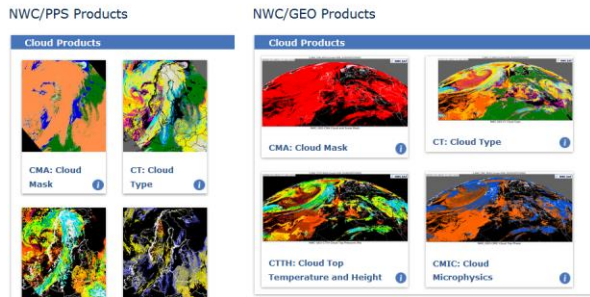 NWC/PPS Products
Cloud Products
CMA: Cloud
Mask
CT: Cloud
Type
NWC/GEO Products
Cloud Products
CMA: Cloud Mask
CT: Cloud Type
CTTH: Cloud Top
Temperature and Height
CMIC: Cloud
Microphysics